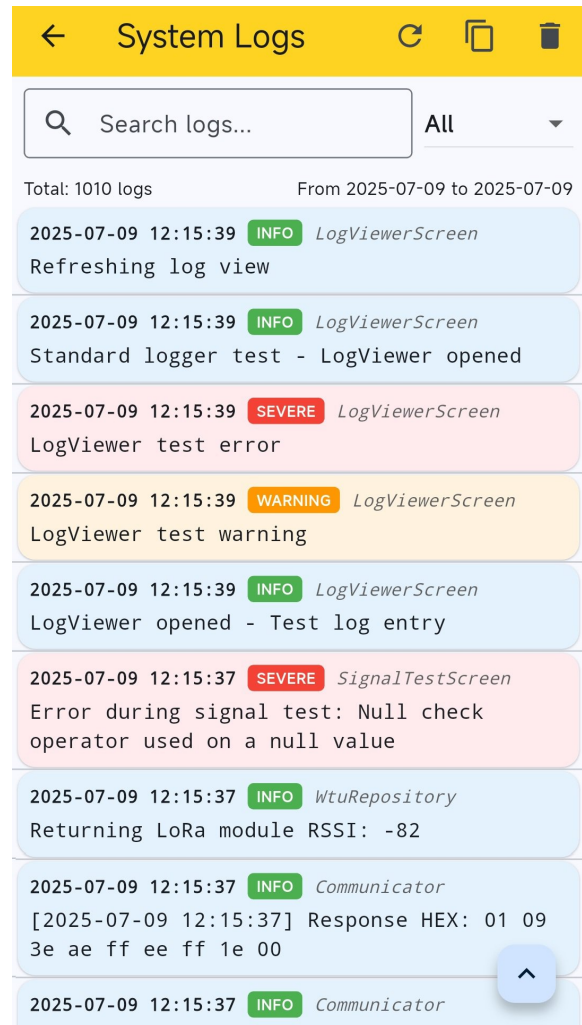 System Logs
Search logs...
All
Total: 1010 logs
From 2025-07-09 to 2025-07-09
2025-07-09 12:15:39 INFO LogViewerScreen
Refreshing log view
2025-07-09 12:15:39 INFO LogViewerScreen
Standard logger test - LogViewer opened
2025-07-09 12:15:39 SEVERE LogViewerScreen
LogViewer test error
2025-07-09 12:15:39 WARNING LogViewerScreen
LogViewer test warning
2025-07-09 12:15:39 INFO LogViewerScreen
LogViewer opened - Test log entry
2025-07-09 12:15:37 SEVERE SignalTestScreen
Error during signal test: Null check
operator used on a null value
2025-07-09 12:15:37 INFO WtuRepository
Returning LoRa module RSSI: -82
2025-07-09 12:15:37 INFO Communicator
[2025-07-09 12:15:37] Response HEX: 01 09
3e ae ff ee ff 1e 00
2025-07-09 12:15:37 INFO Communicator